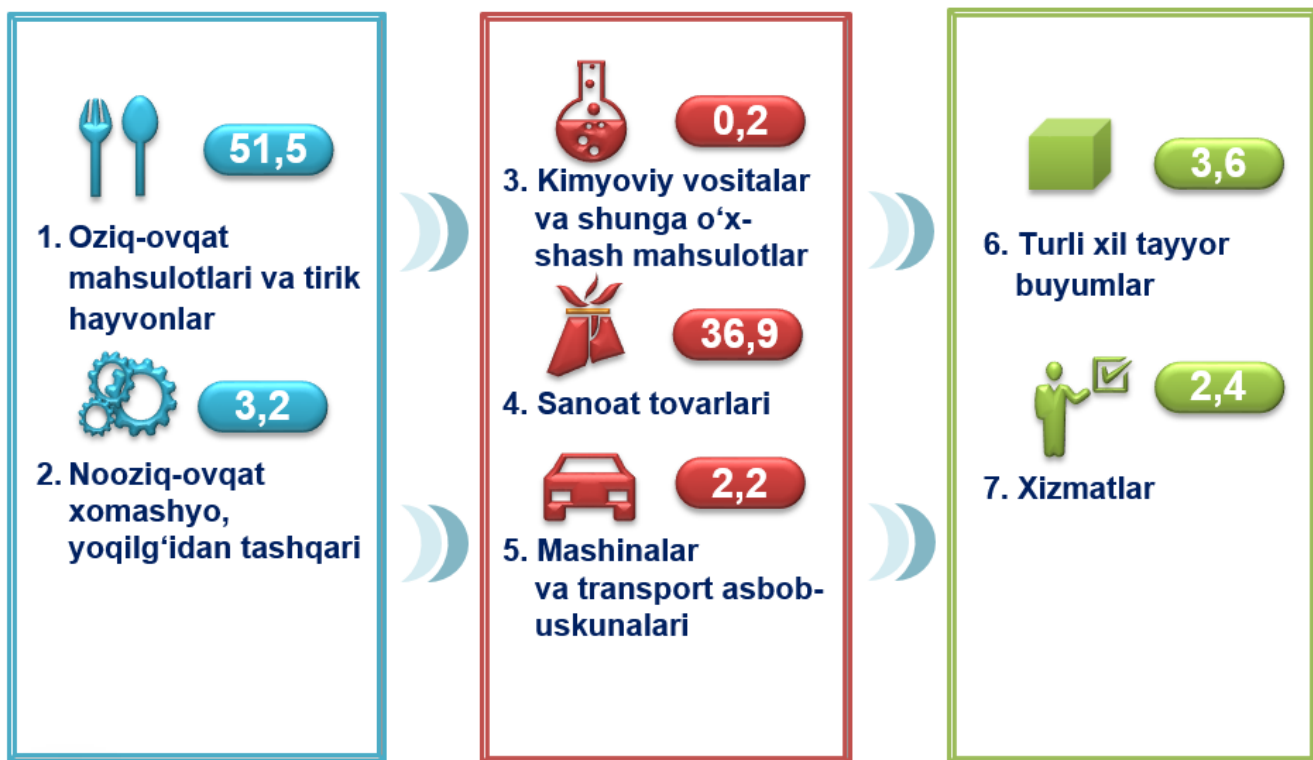 51,5
1. Oziq-ovqat
mahsulotlari va tirik
hayvonlar
3,2
2. Nooziq-ovqat
xomashyo,
yoqilg‘idan tashqari
0,2
3. Kimyoviy vositalar
va shunga o‘x-
shash mahsulotlar
36,9
4. Sanoat tovarlari
2,2
5. Mashinalar
va transport asbob-
uskunalari
3,6
6. Turli xil tayyor
buyumlar
2,4
7. Xizmatlar